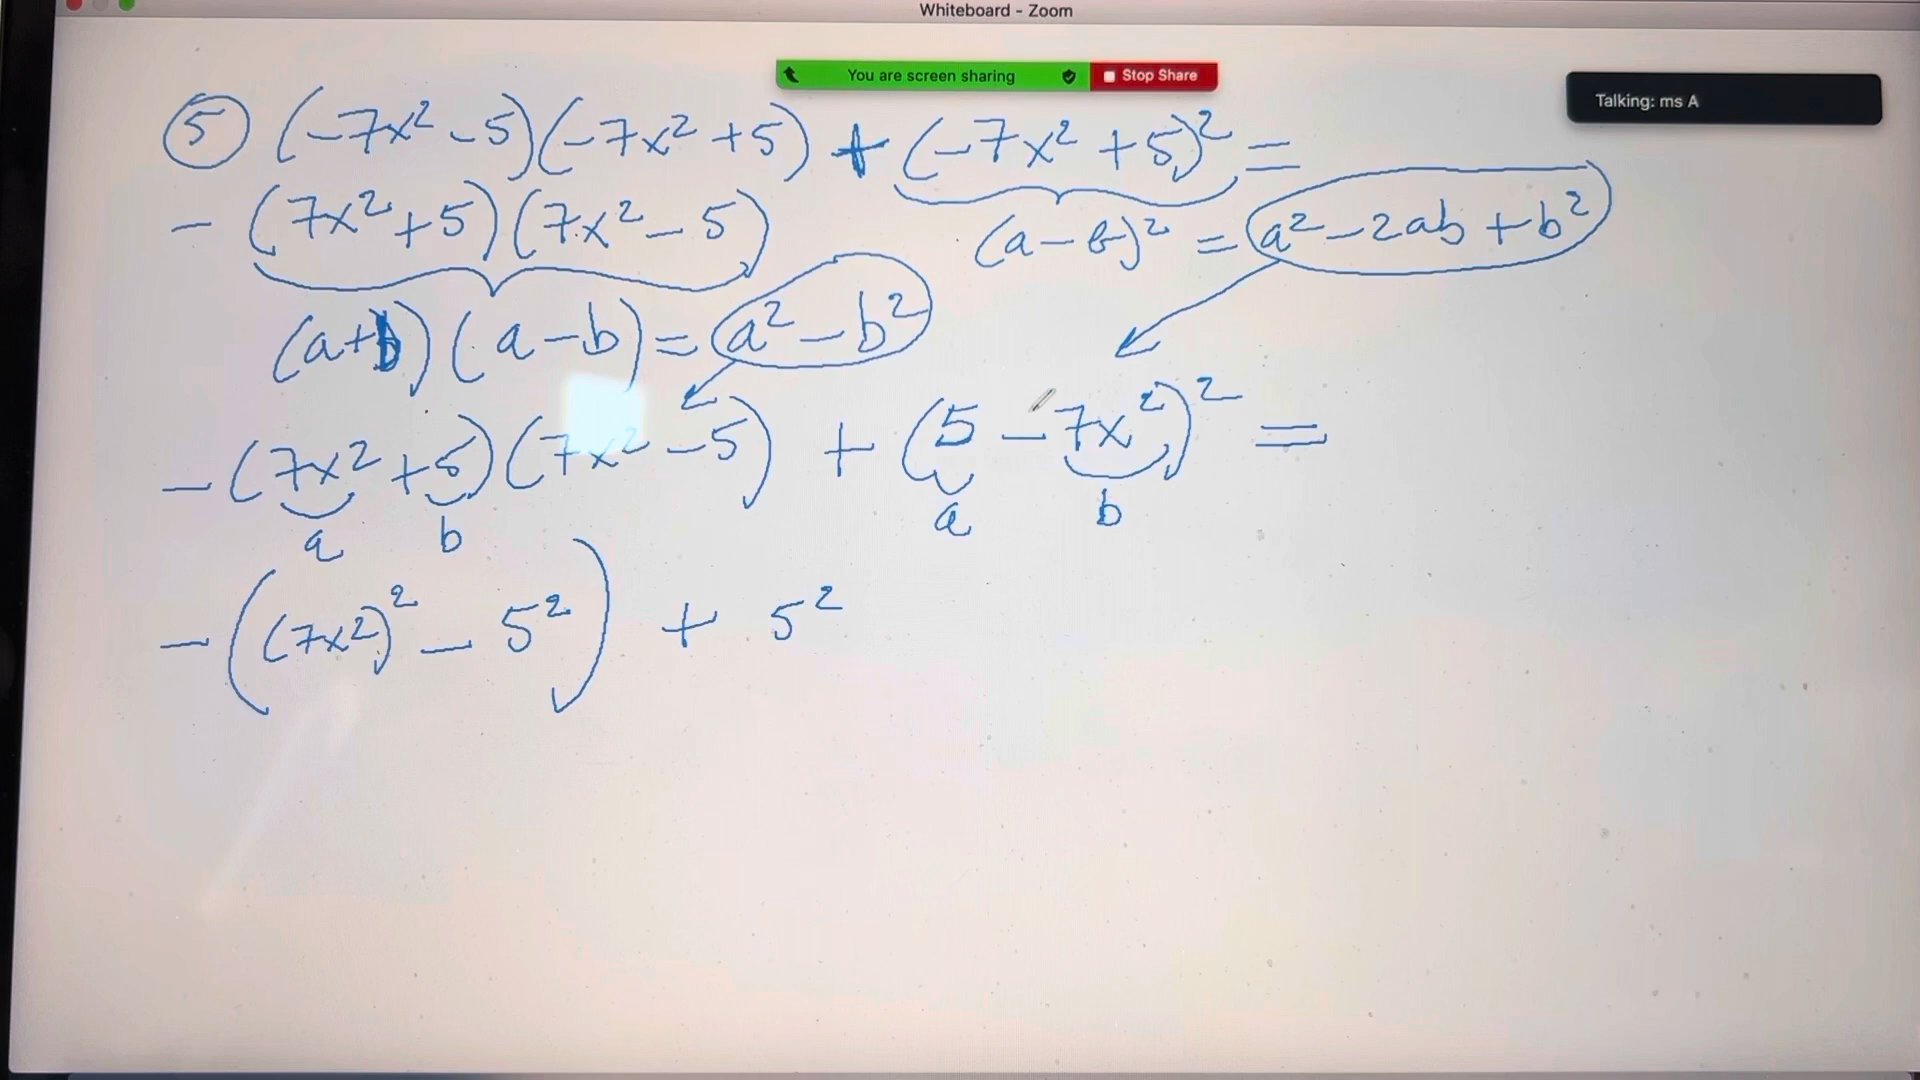 Whiteboard - Zoom
You are screen sharing Stop Share
Talking: ms A
⑤ (-7x² -5)(-7x² +5) + (-7x² +5)² =
- (7x² +5)(7x² -5)
(a-b)² = a² -2ab + b²
(a+b)(a-b) = a² - b²
- (7x² +5)(7x² -5) + (5 - 7x²)² =
a b a b
- ((7x²)² - 5²) + 5²